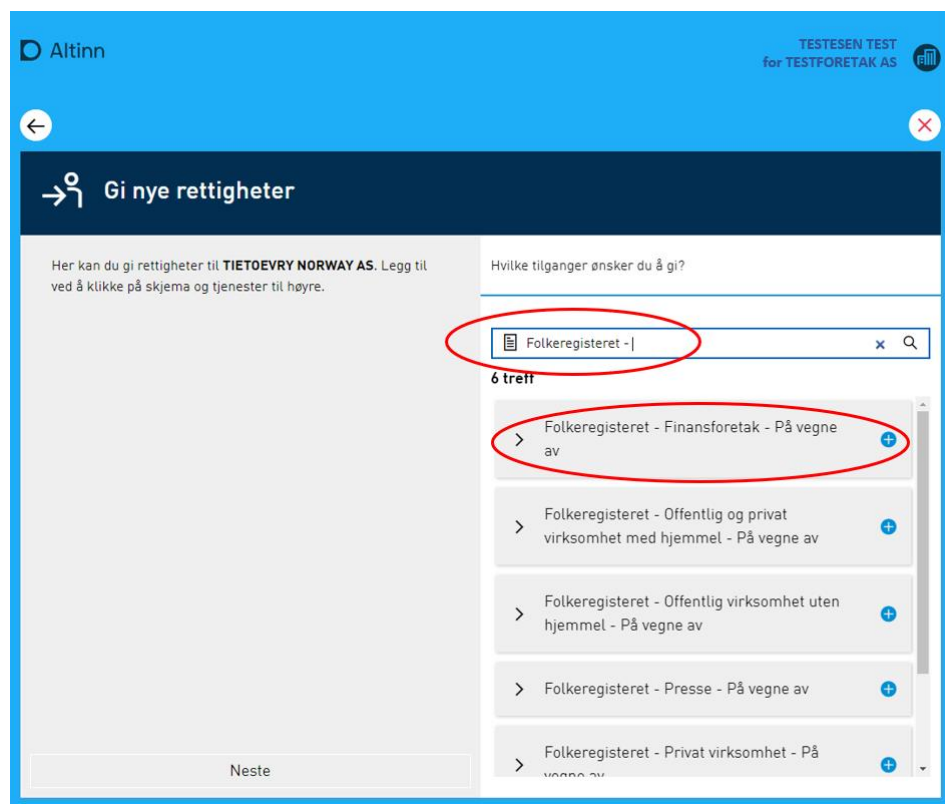 Altinn
TESTESEN TEST
for TESTFORETAK AS
Gi nye rettigheter
Her kan du gi rettigheter til TIETOEVRY NORWAY AS. Legg til
ved å klikke på skjema og tjenester til høyre.
Hvilke tilganger ønsker du å gi?
Folkeregisteret -
6 treff
Folkeregisteret - Finansforetak - På vegne
av
Folkeregisteret - Offentlig og privat
virksomhet med hjemmel - På vegne av
Folkeregisteret - Offentlig virksomhet uten
hjemmel - På vegne av
Folkeregisteret - Presse - På vegne av
Folkeregisteret - Privat virksomhet - På
vegne av
Neste